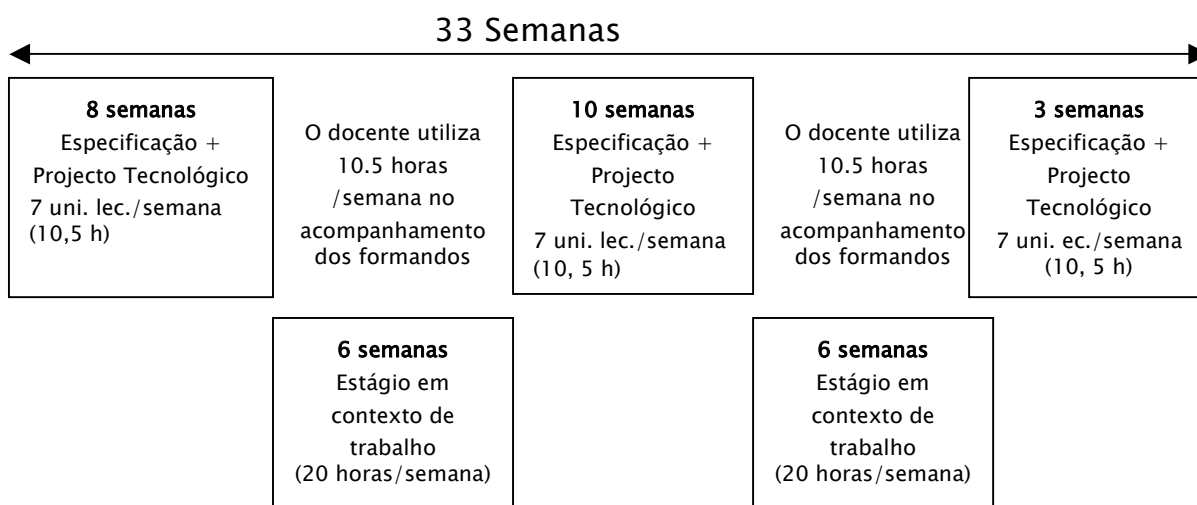 33 Semanas
8 semanas
Especificação +
Projecto Tecnológico
7 uni. lec./semana
(10,5 h)
O docente utiliza
10.5 horas
/semana no
acompanhamento
dos formandos
10 semanas
Especificação +
Projecto
Tecnológico
7 uni. lec./semana
(10, 5 h)
O docente utiliza
10.5 horas
/semana no
acompanhamento
dos formandos
3 semanas
Especificação +
Projecto
Tecnológico
7 uni. ec./semana
(10, 5 h)
6 semanas
Estágio em
contexto de
trabalho
(20 horas/semana)
6 semanas
Estágio em
contexto de
trabalho
(20 horas/semana)